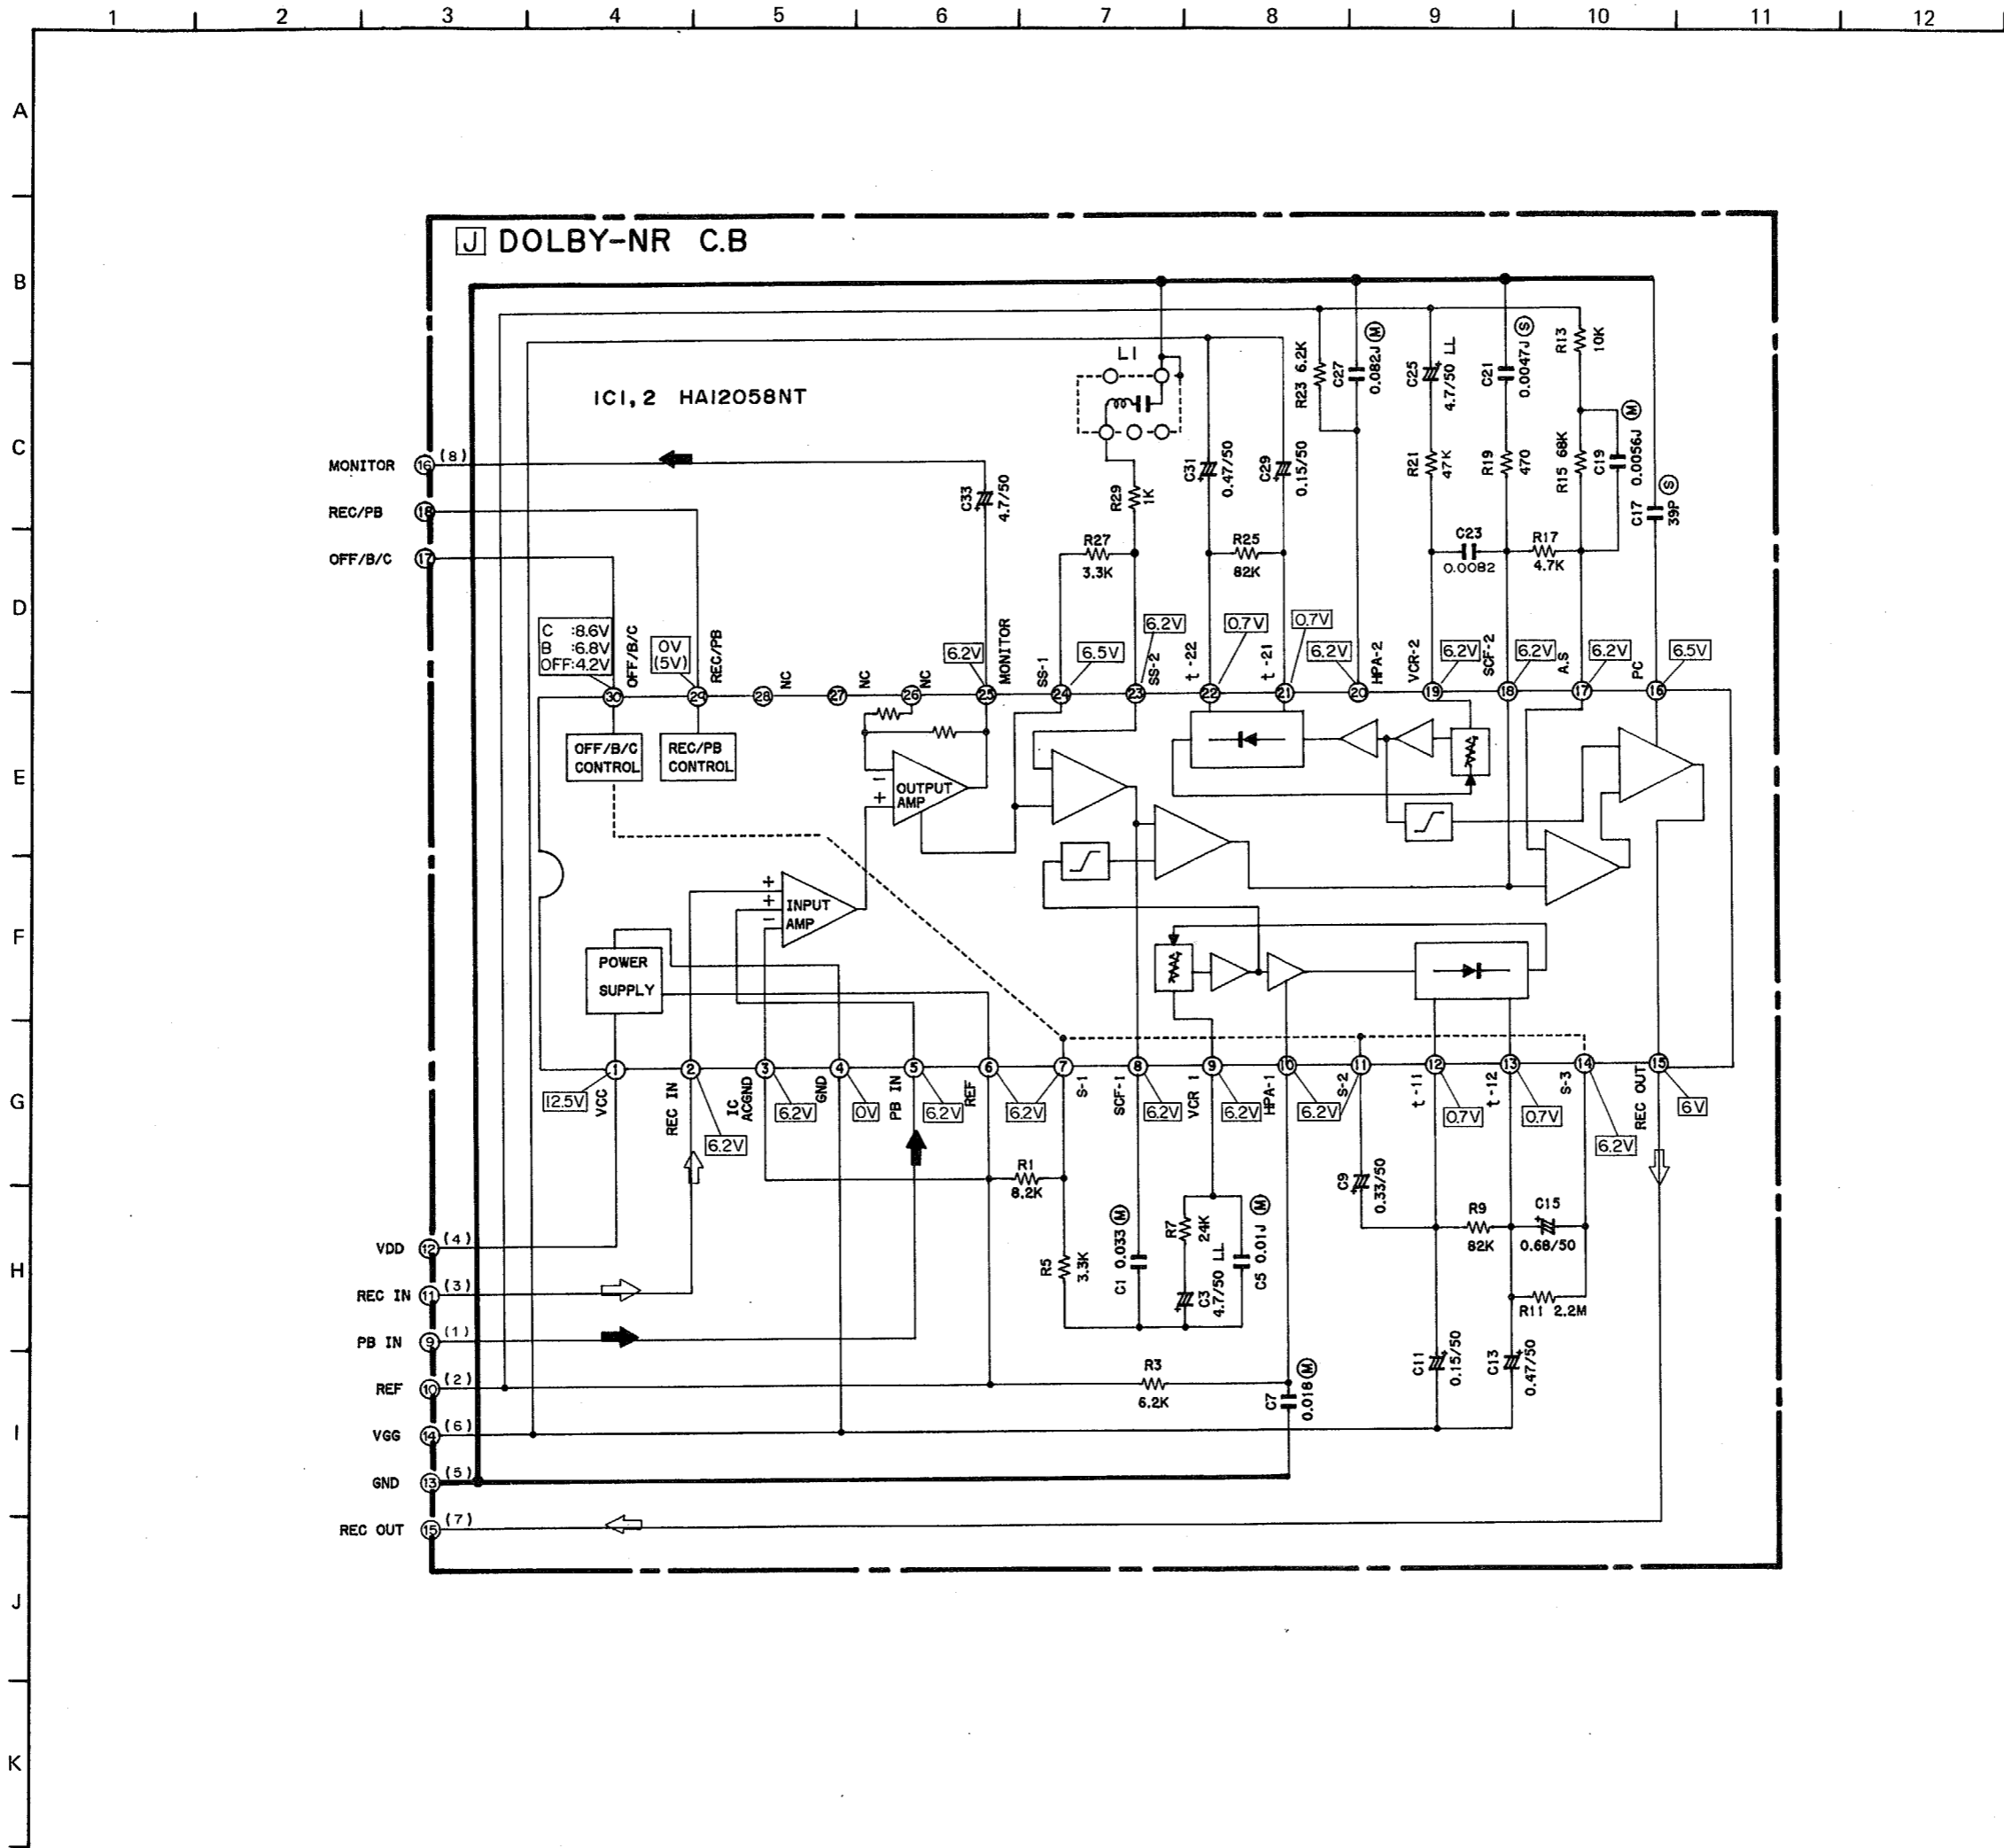 1 2 3 4 5 6 7 8 9 10 11 12
A
B
C
D
E
F
G
H
I
J
K
J DOLBY-NR C.B
IC1, 2 HA12058NT
MONITOR 16 (8)
REC/PB 18
OFF/B/C 17
L1
R29 1K
R27 3.3K
C33 4.7/50
C31 0.47/50
C29 0.15/50
R25 82K
R23 6.2K
C27 0.082J M
C25 4.7/50 LL
R21 47K
C21 0.0047J S
R19 470
C23 0.0082
R17 4.7K
R13 10K
R15 68K
C19 0.0056J M
C17 39P S
C :8.6V
B :6.8V
OFF:4.2V
OFF/B/C
0V
(5V)
REC/PB
NC
NC
NC
6.2V
MONITOR
SS-1
6.5V
6.2V
SS-2
t-22
0.7V
t-21
0.7V
6.2V
HPA-2
VCR-2
6.2V
SCF-2
6.2V
A.S
6.2V
PC
6.5V
30 29 28 27 26 25 24 23 22 21 20 19 18 17 16
OFF/B/C
CONTROL
REC/PB
CONTROL
−
+
OUTPUT
AMP
+
+
−
INPUT
AMP
POWER
SUPPLY
1 2 3 4 5 6 7 8 9 10 11 12 13 14 15
12.5V
VCC
REC IN
6.2V
IC
ACGND
6.2V
GND
0V
PB IN
6.2V
REF
6.2V
S-1
SCF-1
6.2V
VCR 1
6.2V
HPA-1
6.2V
S-2
t-11
0.7V
t-12
0.7V
S-3
6.2V
REC OUT
6V
R1
8.2K
R5 3.3K
C1 0.033 M
R7 24K
C3 4.7/50 LL
C5 0.01J M
C9 0.33/50
R9
82K
C15
0.68/50
R11 2.2M
C11 0.15/50
C13 0.47/50
R3
6.2K
C7 0.018 M
VDD 12 (4)
REC IN 11 (3)
PB IN 9 (1)
REF 10 (2)
VGG 14 (6)
GND 13 (5)
REC OUT 15 (7)